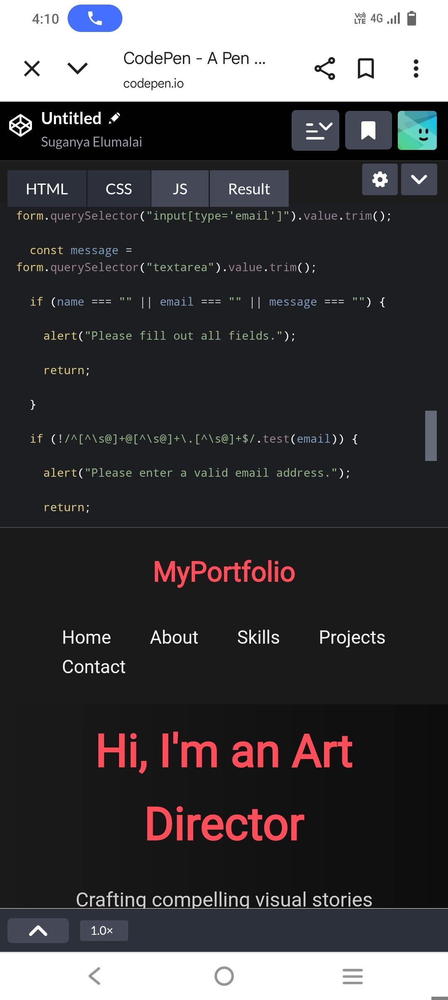 4:10
VoLTE 4G
CodePen - A Pen ...
codepen.io
Untitled
Suganya Elumalai
HTML CSS JS Result
form.querySelector("input[type='email']").value.trim();
const message =
form.querySelector("textarea").value.trim();
if (name === "" || email === "" || message === "") {
alert("Please fill out all fields.");
return;
}
if (!/^[^\s@]+@[^\s@]+\.[^\s@]+$/.test(email)) {
alert("Please enter a valid email address.");
return;
MyPortfolio
Home About Skills Projects
Contact
Hi, I'm an Art
Director
Crafting compelling visual stories
1.0×